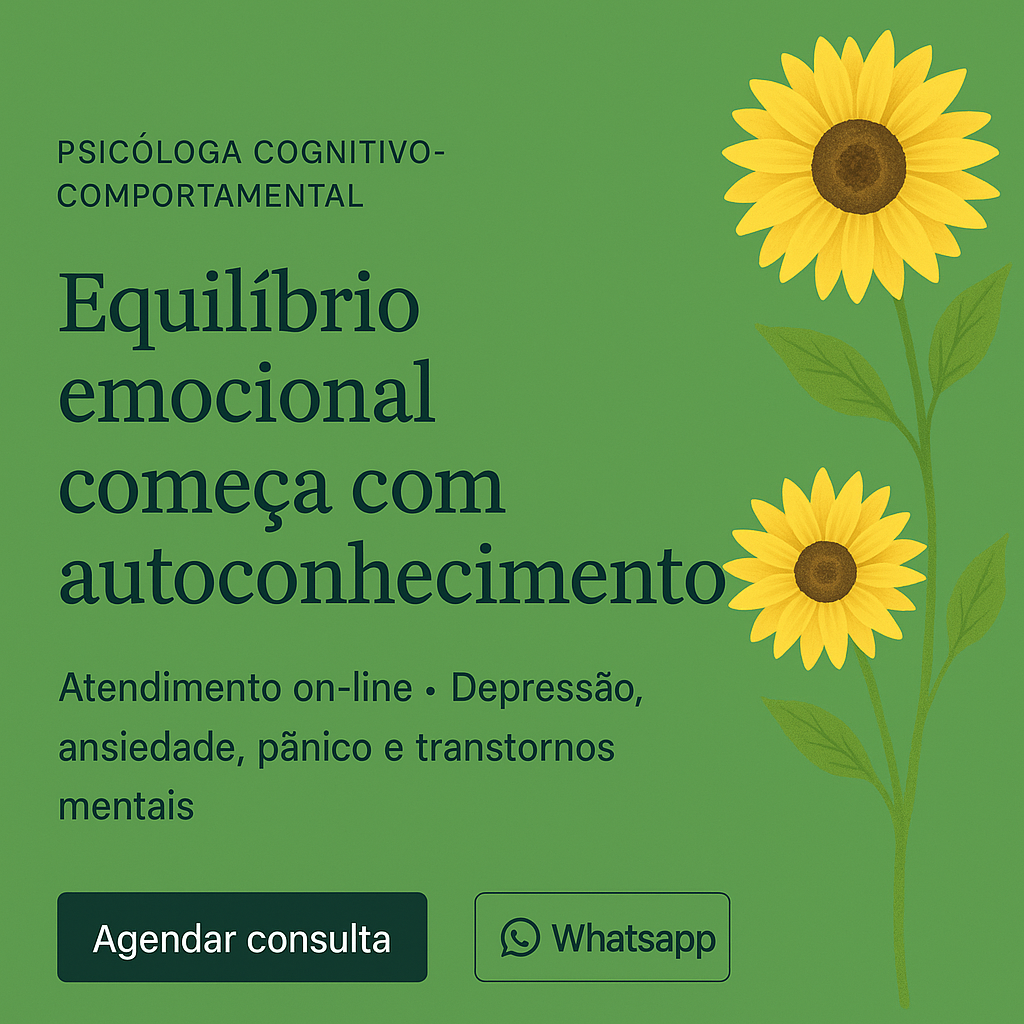 PSICÓLOGA COGNITIVO-
COMPORTAMENTAL
Equilíbrio
emocional
começa com
autoconhecimento
Atendimento on-line • Depressão,
ansiedade, pãnico e transtornos
mentais
Agendar consulta
Whatsapp